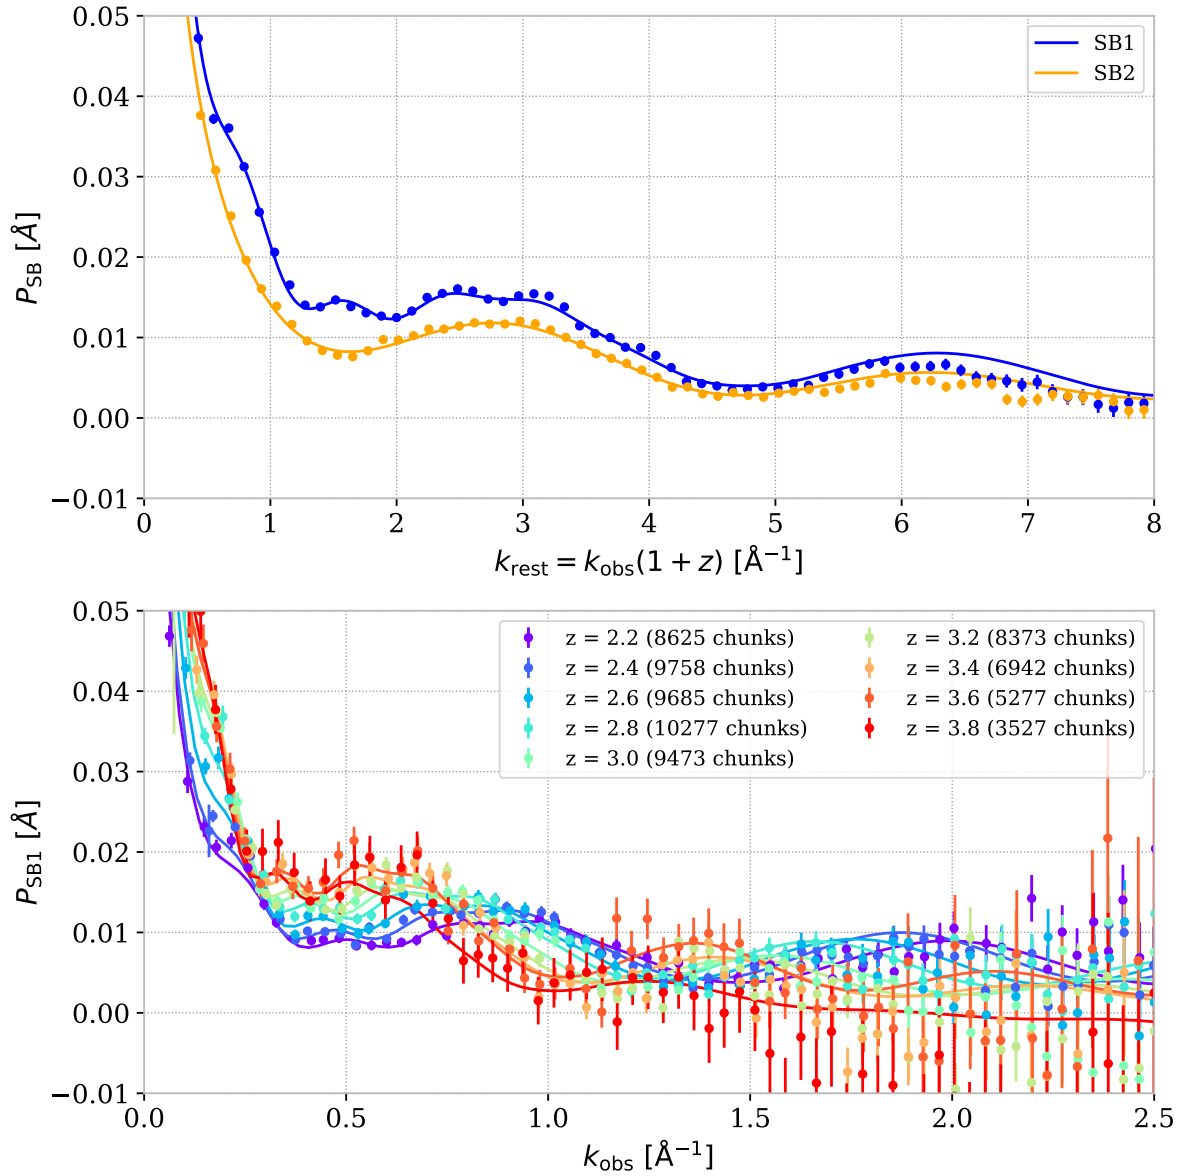 0.05
0.04
0.03
0.02
0.01
0.00
−0.01
P_SB [Å]
SB1
SB2
0 1 2 3 4 5 6 7 8
k_rest = k_obs(1 + z) [Å⁻¹]
0.05
0.04
0.03
0.02
0.01
0.00
−0.01
P_SB1 [Å]
z = 2.2 (8625 chunks)
z = 2.4 (9758 chunks)
z = 2.6 (9685 chunks)
z = 2.8 (10277 chunks)
z = 3.0 (9473 chunks)
z = 3.2 (8373 chunks)
z = 3.4 (6942 chunks)
z = 3.6 (5277 chunks)
z = 3.8 (3527 chunks)
0.0 0.5 1.0 1.5 2.0 2.5
k_obs [Å⁻¹]